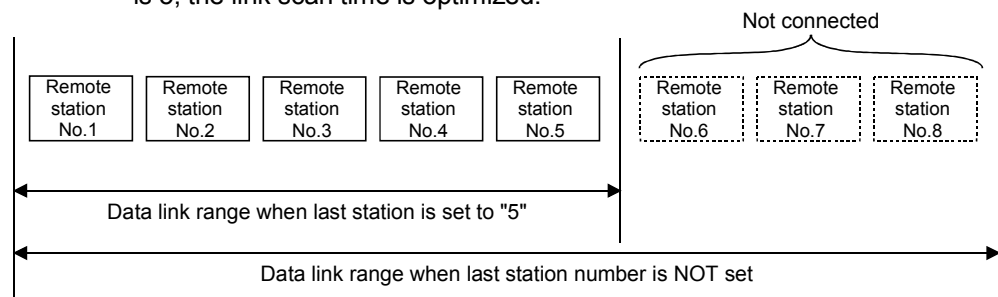 is 5, the link scan time is optimized.
Not connected
Remote station No.1
Remote station No.2
Remote station No.3
Remote station No.4
Remote station No.5
Remote station No.6
Remote station No.7
Remote station No.8
Data link range when last station is set to "5"
Data link range when last station number is NOT set